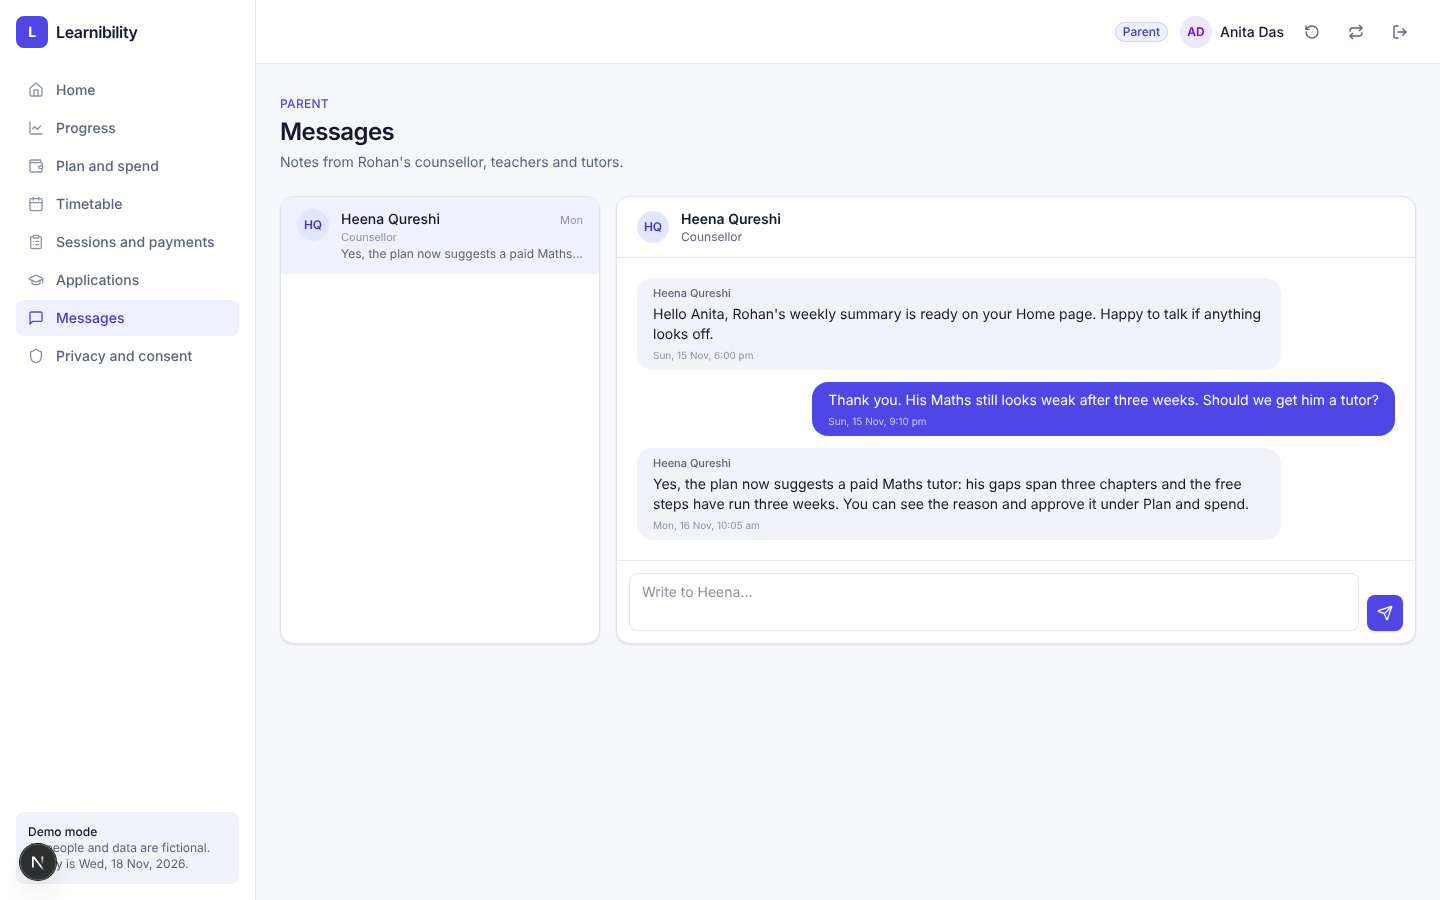 L
Learnibility
Parent
AD
Anita Das
Home
Progress
Plan and spend
Timetable
Sessions and payments
Applications
Messages
Privacy and consent
PARENT
Messages
Notes from Rohan's counsellor, teachers and tutors.
HQ
Heena Qureshi
Mon
Counsellor
Yes, the plan now suggests a paid Maths...
HQ
Heena Qureshi
Counsellor
Heena Qureshi
Hello Anita, Rohan's weekly summary is ready on your Home page. Happy to talk if anything
looks off.
Sun, 15 Nov, 6:00 pm
Thank you. His Maths still looks weak after three weeks. Should we get him a tutor?
Sun, 15 Nov, 9:10 pm
Heena Qureshi
Yes, the plan now suggests a paid Maths tutor: his gaps span three chapters and the free
steps have run three weeks. You can see the reason and approve it under Plan and spend.
Mon, 16 Nov, 10:05 am
Write to Heena...
Demo mode
people and data are fictional.
N
is Wed, 18 Nov, 2026.